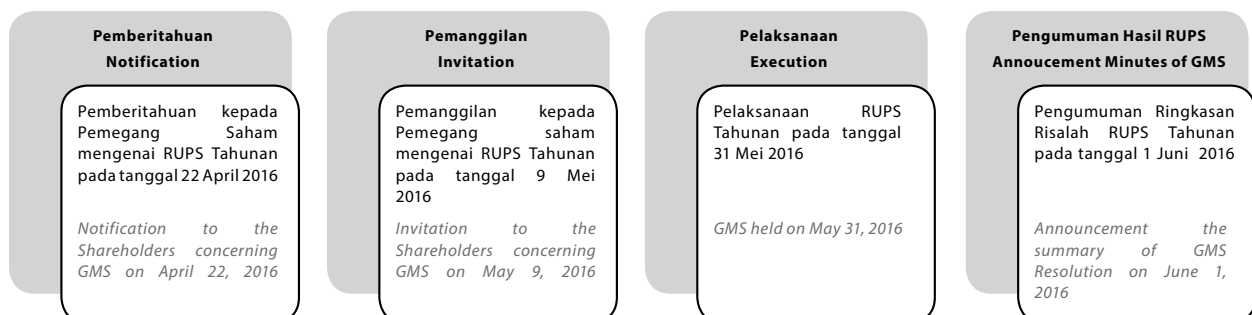 Pemberitahuan
Notification
Pemberitahuan kepada
Pemegang Saham
mengenai RUPS Tahunan
pada tanggal 22 April 2016
Notification to the
Shareholders concerning
GMS on April 22, 2016
Pemanggilan
Invitation
Pemanggilan kepada
Pemegang saham
mengenai RUPS Tahunan
pada tanggal 9 Mei
2016
Invitation to the
Shareholders concerning
GMS on May 9, 2016
Pelaksanaan
Execution
Pelaksanaan RUPS
Tahunan pada tanggal
31 Mei 2016
GMS held on May 31, 2016
Pengumuman Hasil RUPS
Annoucement Minutes of GMS
Pengumuman Ringkasan
Risalah RUPS Tahunan
pada tanggal 1 Juni 2016
Announcement the
summary of GMS
Resolution on June 1,
2016